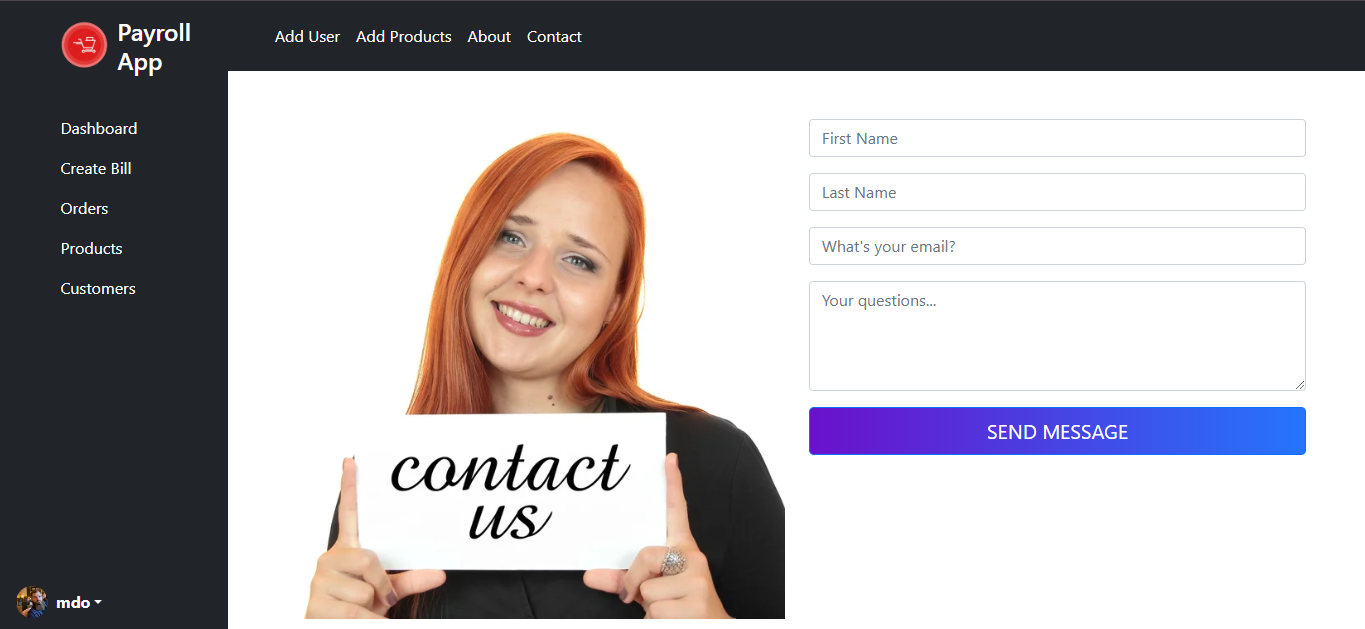 Payroll
App
Add User
Add Products
About
Contact
Dashboard
Create Bill
Orders
Products
Customers
First Name
Last Name
What's your email?
Your questions...
SEND MESSAGE
contact
us
mdo